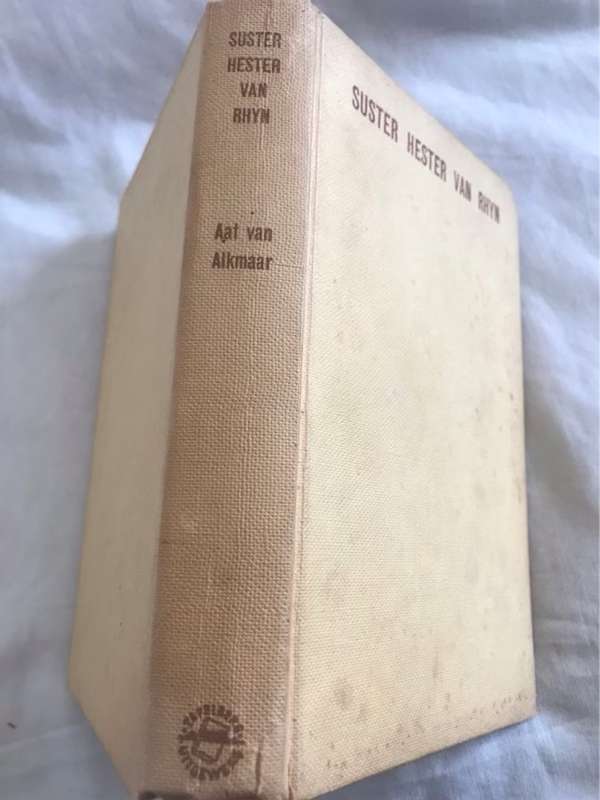 SUSTER
HESTER
VAN
RHYN
Aat van
Alkmaar
SUSTER HESTER VAN RHYN